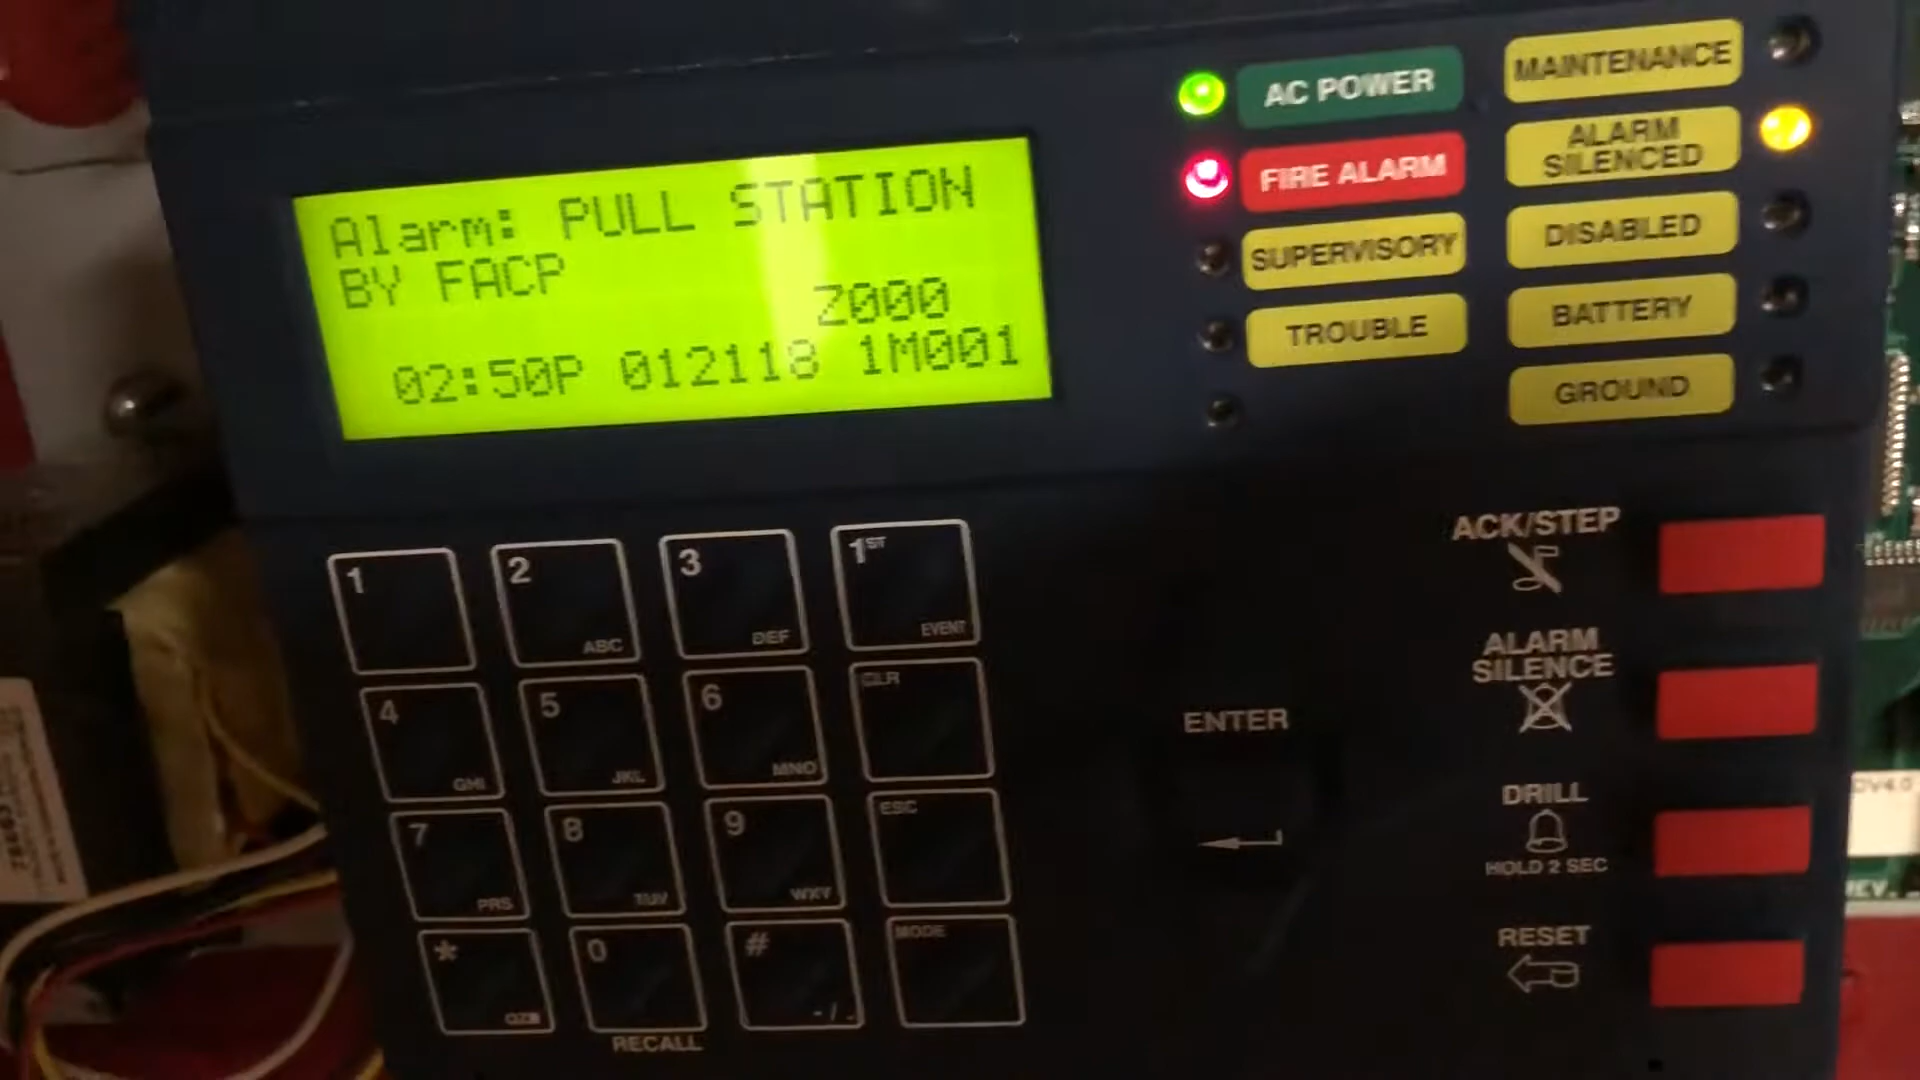 Alarm: PULL STATION
BY FACP
Z000
02:50P 012118 1M001
AC POWER
FIRE ALARM
SUPERVISORY
TROUBLE
MAINTENANCE
ALARM
SILENCED
DISABLED
BATTERY
GROUND
1
2
ABC
3
DEF
1ST
EVENT
4
GHI
5
JKL
6
MNO
CLR
7
PRS
8
TUV
9
WXY
ESC
*
QZ
0
#
- / .
MODE
RECALL
ENTER
ACK/STEP
ALARM
SILENCE
DRILL
HOLD 2 SEC
RESET
DV4.0